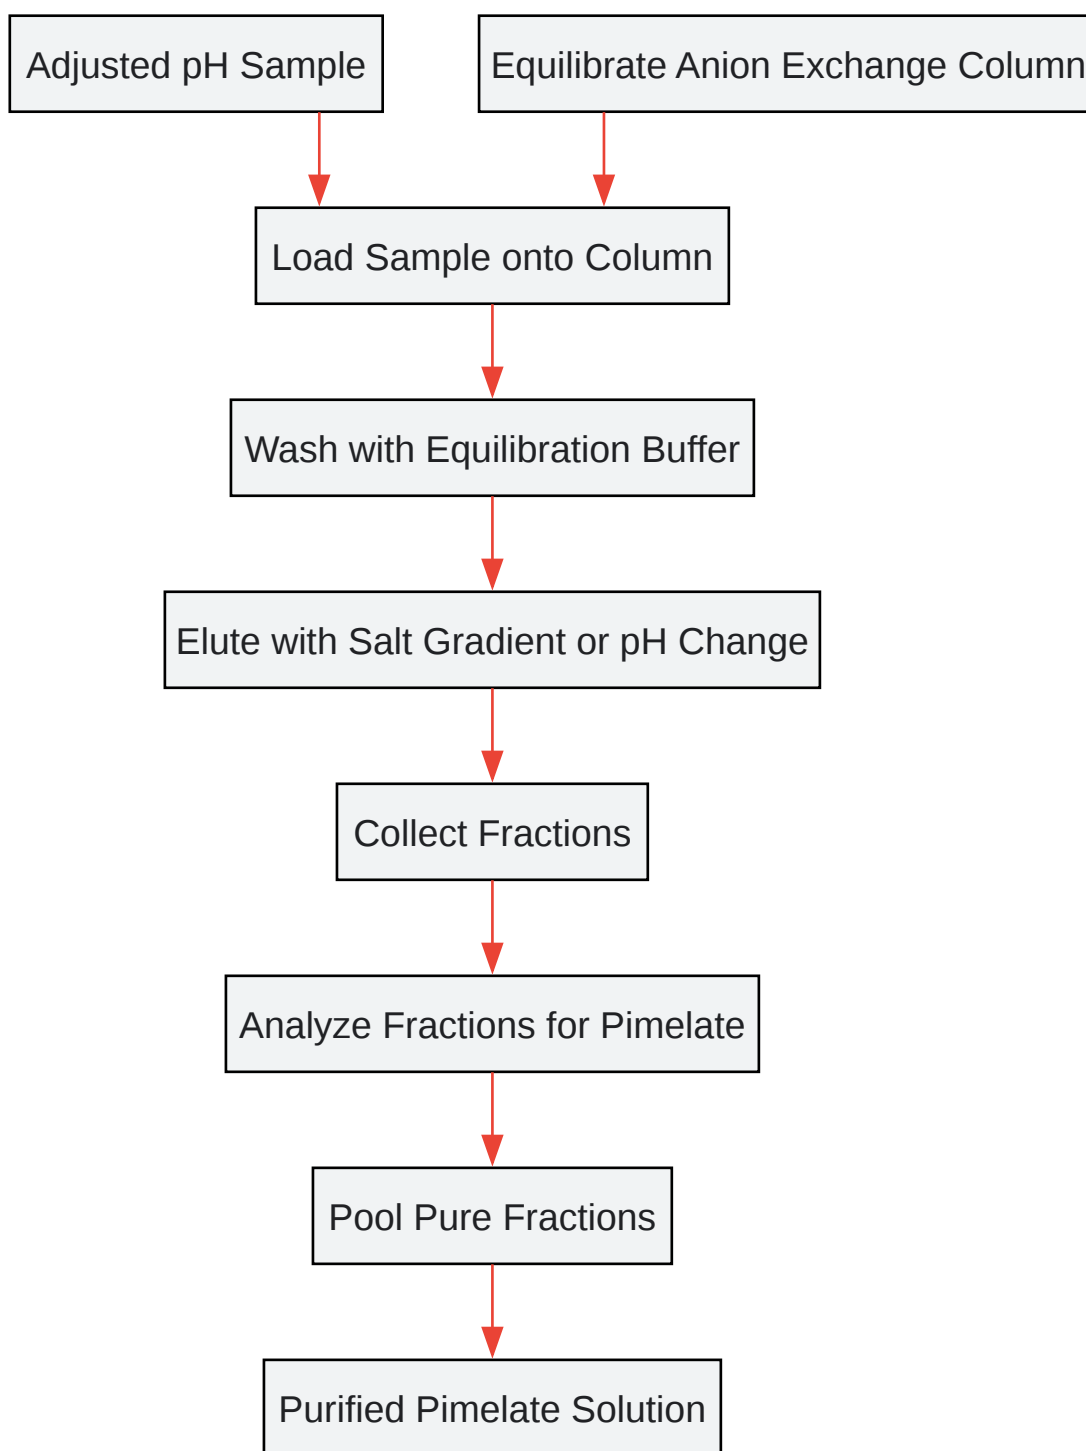 Adjusted pH Sample
Equilibrate Anion Exchange Column
Load Sample onto Column
Wash with Equilibration Buffer
Elute with Salt Gradient or pH Change
Collect Fractions
Analyze Fractions for Pimelate
Pool Pure Fractions
Purified Pimelate Solution